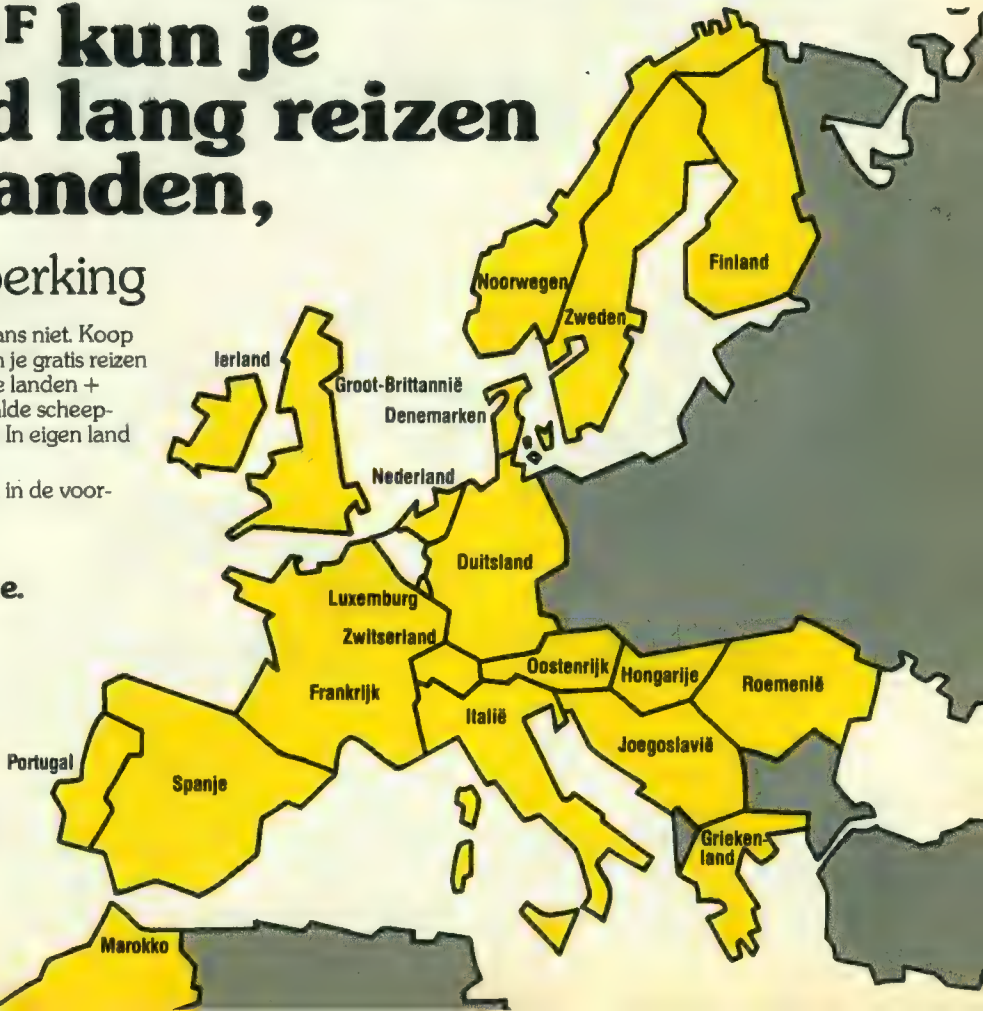 F kun je
d lang reizen
anden,
erking
ans niet. Koop
n je gratis reizen
e landen +
alde scheep-
In eigen land
in de voor-
e.
Noorwegen
Finland
Zweden
Ierland
Groot-Brittannië
Denemarken
Nederland
Duitsland
Luxemburg
Zwitserland
Oostenrijk
Hongarije
Roemenië
Frankrijk
Italië
Joegoslavië
Portugal
Spanje
Grieken-
land
Marokko